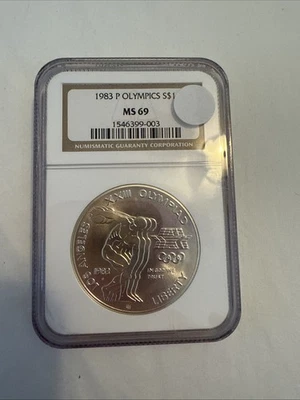 1983 P OLYMPICS S$1
MS 69
1546399-003
NUMISMATIC GUARANTY CORPORATION
LOS ANGELES XXIII OLYMPIAD
1983
IN GOD WE
TRUST
LIBERTY